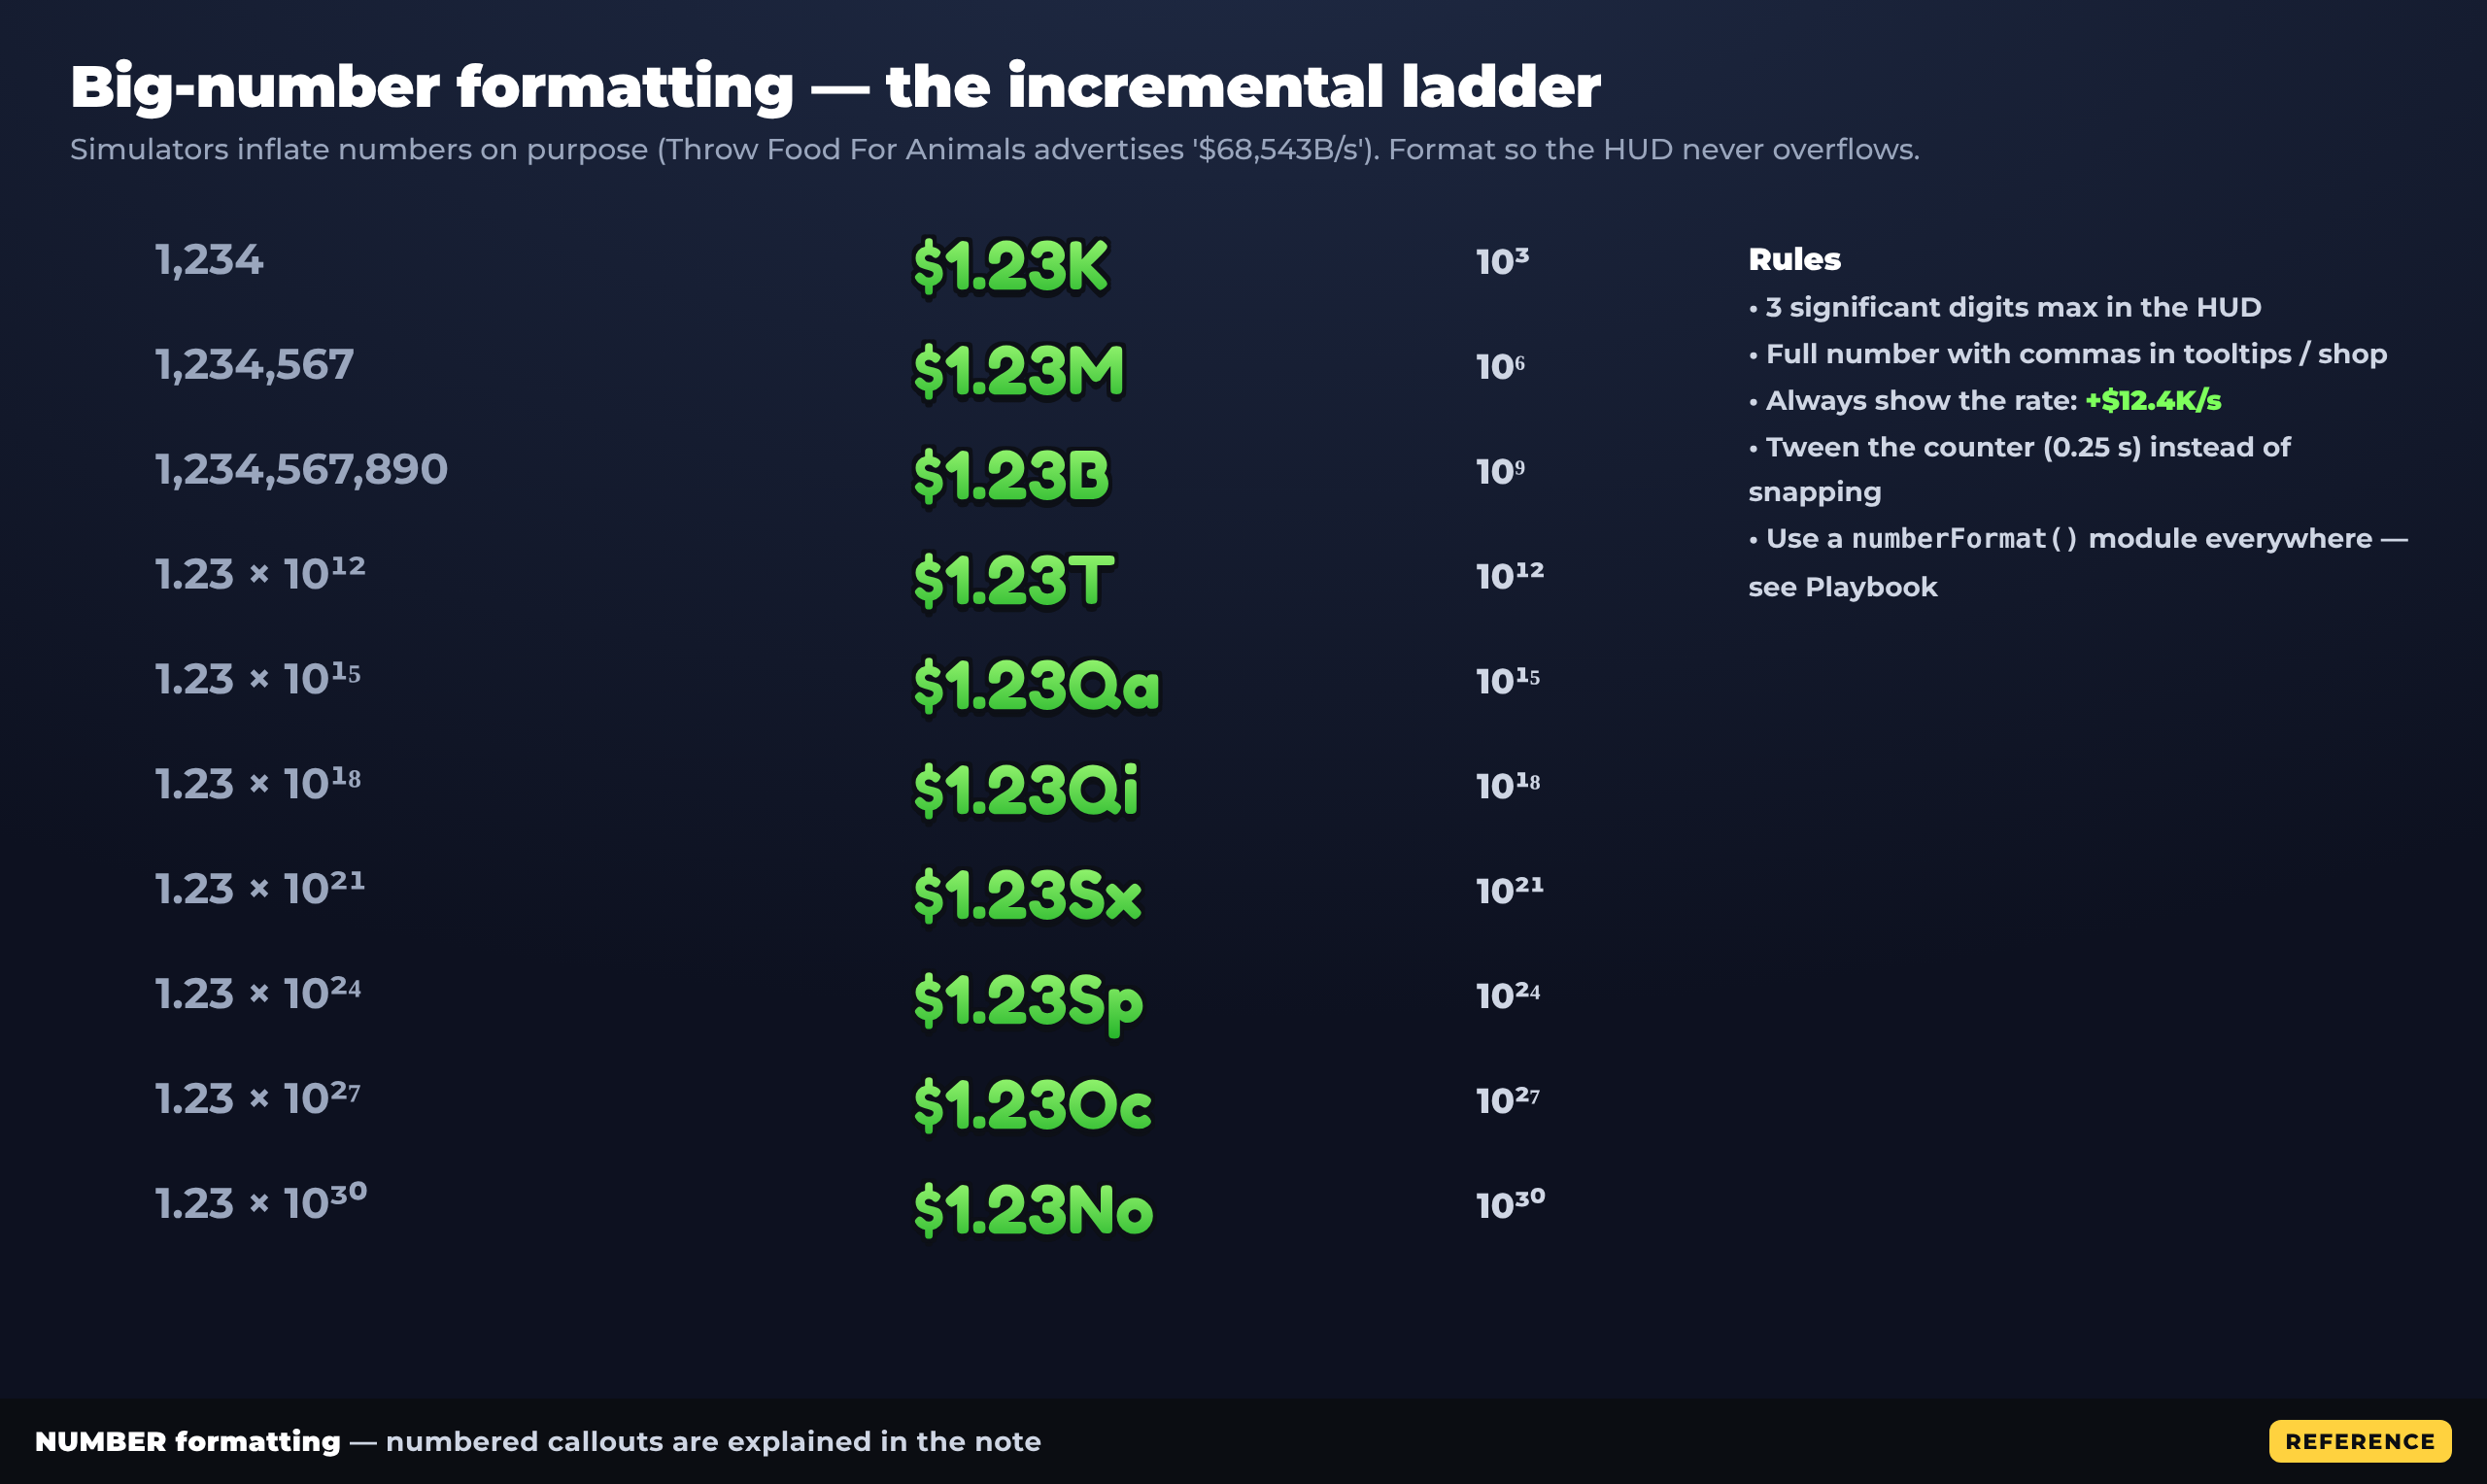 Big-number formatting — the incremental ladder
Simulators inflate numbers on purpose (Throw Food For Animals advertises '$68,543B/s'). Format so the HUD never overflows.
1,234 $1.23K 10³
1,234,567 $1.23M 10⁶
1,234,567,890 $1.23B 10⁹
1.23 × 10¹² $1.23T 10¹²
1.23 × 10¹⁵ $1.23Qa 10¹⁵
1.23 × 10¹⁸ $1.23Qi 10¹⁸
1.23 × 10²¹ $1.23Sx 10²¹
1.23 × 10²⁴ $1.23Sp 10²⁴
1.23 × 10²⁷ $1.23Oc 10²⁷
1.23 × 10³⁰ $1.23No 10³⁰
Rules
• 3 significant digits max in the HUD
• Full number with commas in tooltips / shop
• Always show the rate: +$12.4K/s
• Tween the counter (0.25 s) instead of
snapping
• Use a numberFormat() module everywhere —
see Playbook
NUMBER formatting — numbered callouts are explained in the note
REFERENCE